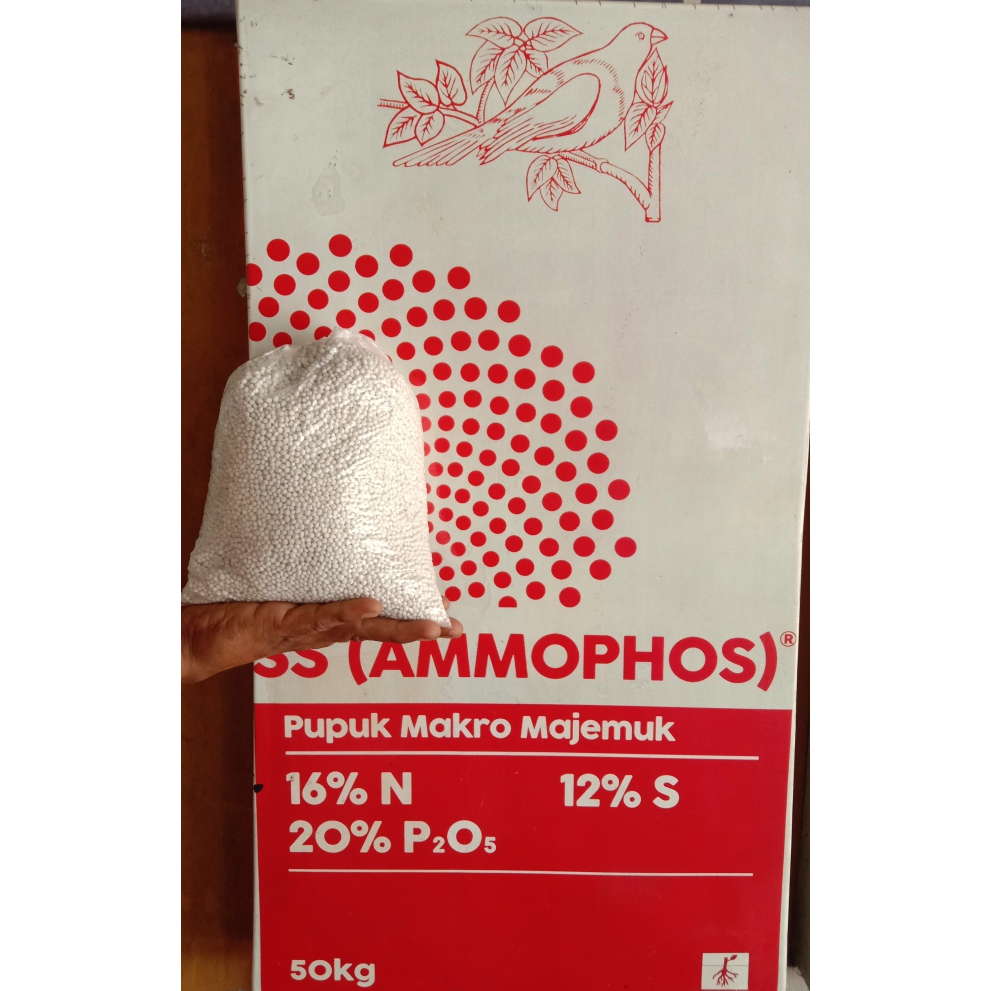 SS (AMMOPHOS)®
Pupuk Makro Majemuk
16% N 12% S
20% P₂O₅
50kg